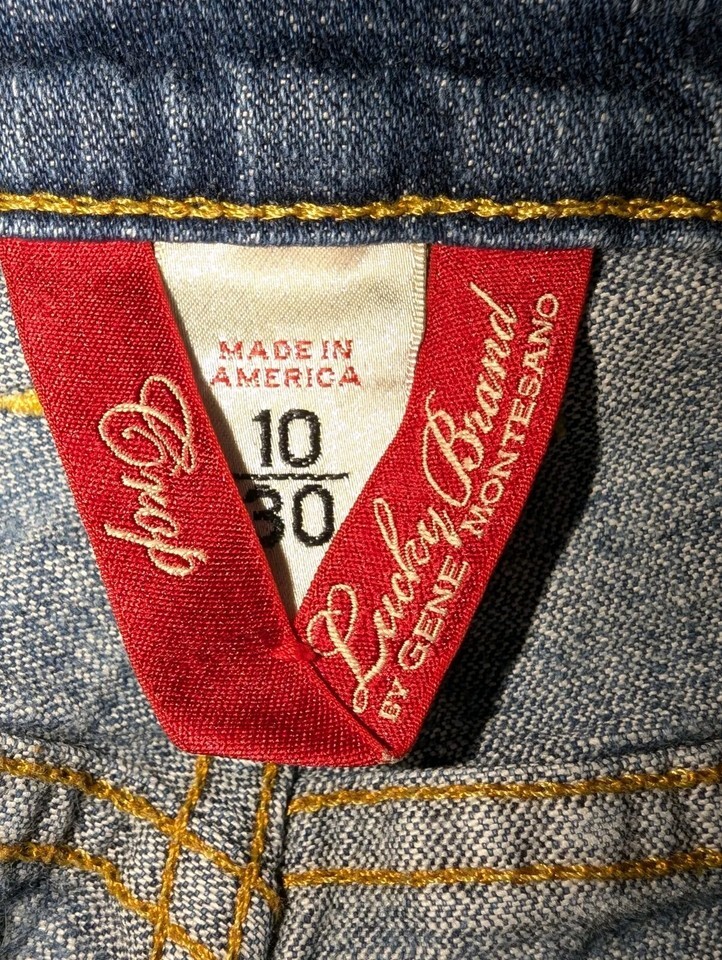 MADE IN
AMERICA
10
30
Crop
Lucky Brand
BY GENE MONTESANO